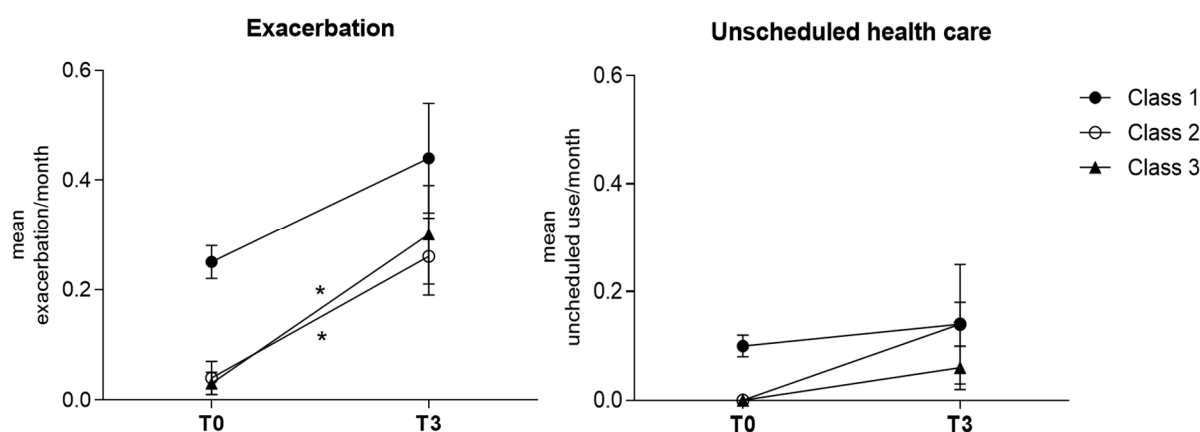 Exacerbation
mean
exacerbation/month
0.6
0.4
0.2
0.0
*
*
T0
T3
Unscheduled health care
mean
uncheduled use/month
0.6
0.4
0.2
0.0
T0
T3
Class 1
Class 2
Class 3